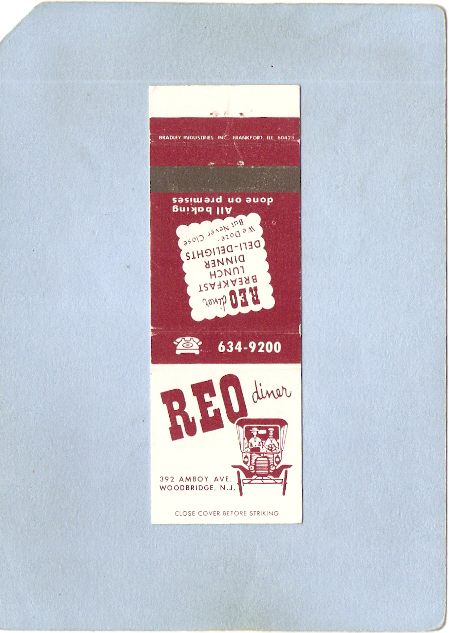 BRADLEY INDUSTRIES INC. FRANKFORT, ILL 60423
All baking
done on premises
We Doze-
But Never Close
DELI-DELIGHTS
DINNER
LUNCH
BREAKFAST
REO diner
634-9200
REO diner
392 AMBOY AVE.
WOODBRIDGE, N.J.
CLOSE COVER BEFORE STRIKING